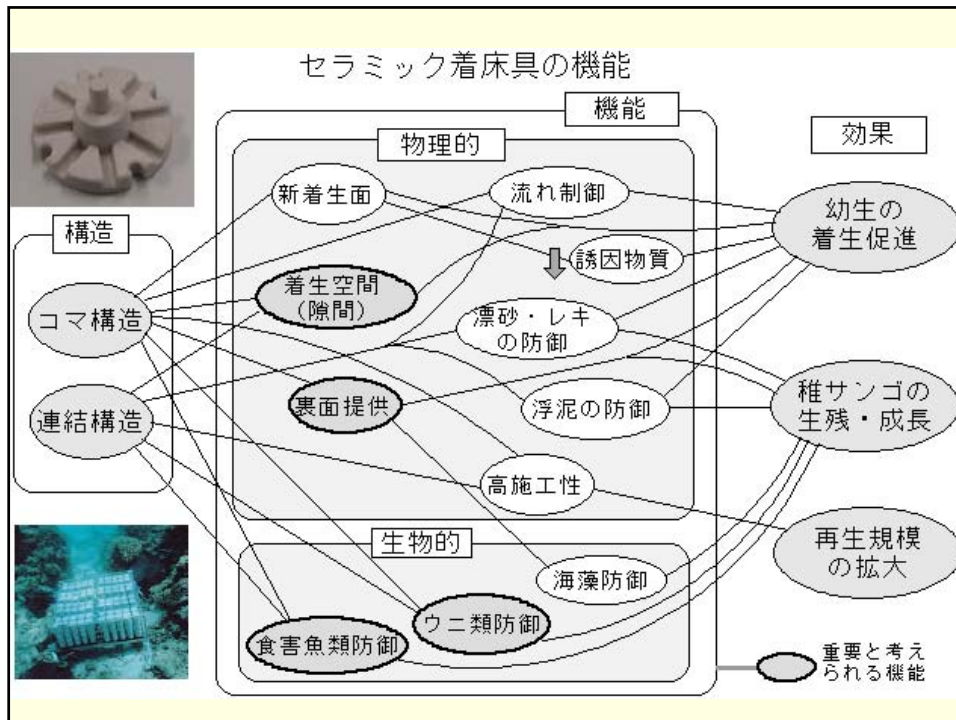 セラミック着床具の機能
機能
物理的
効果
新着生面
流れ制御
幼生の
着生促進
構造
誘因物質
着生空間
(隙間)
コマ構造
漂砂・レキ
の防御
裏面提供
浮泥の防御
稚サンゴの
生残・成長
連結構造
高施工性
生物的
再生規模
の拡大
海藻防御
ウニ類防御
食害魚類防御
重要と考え
られる機能